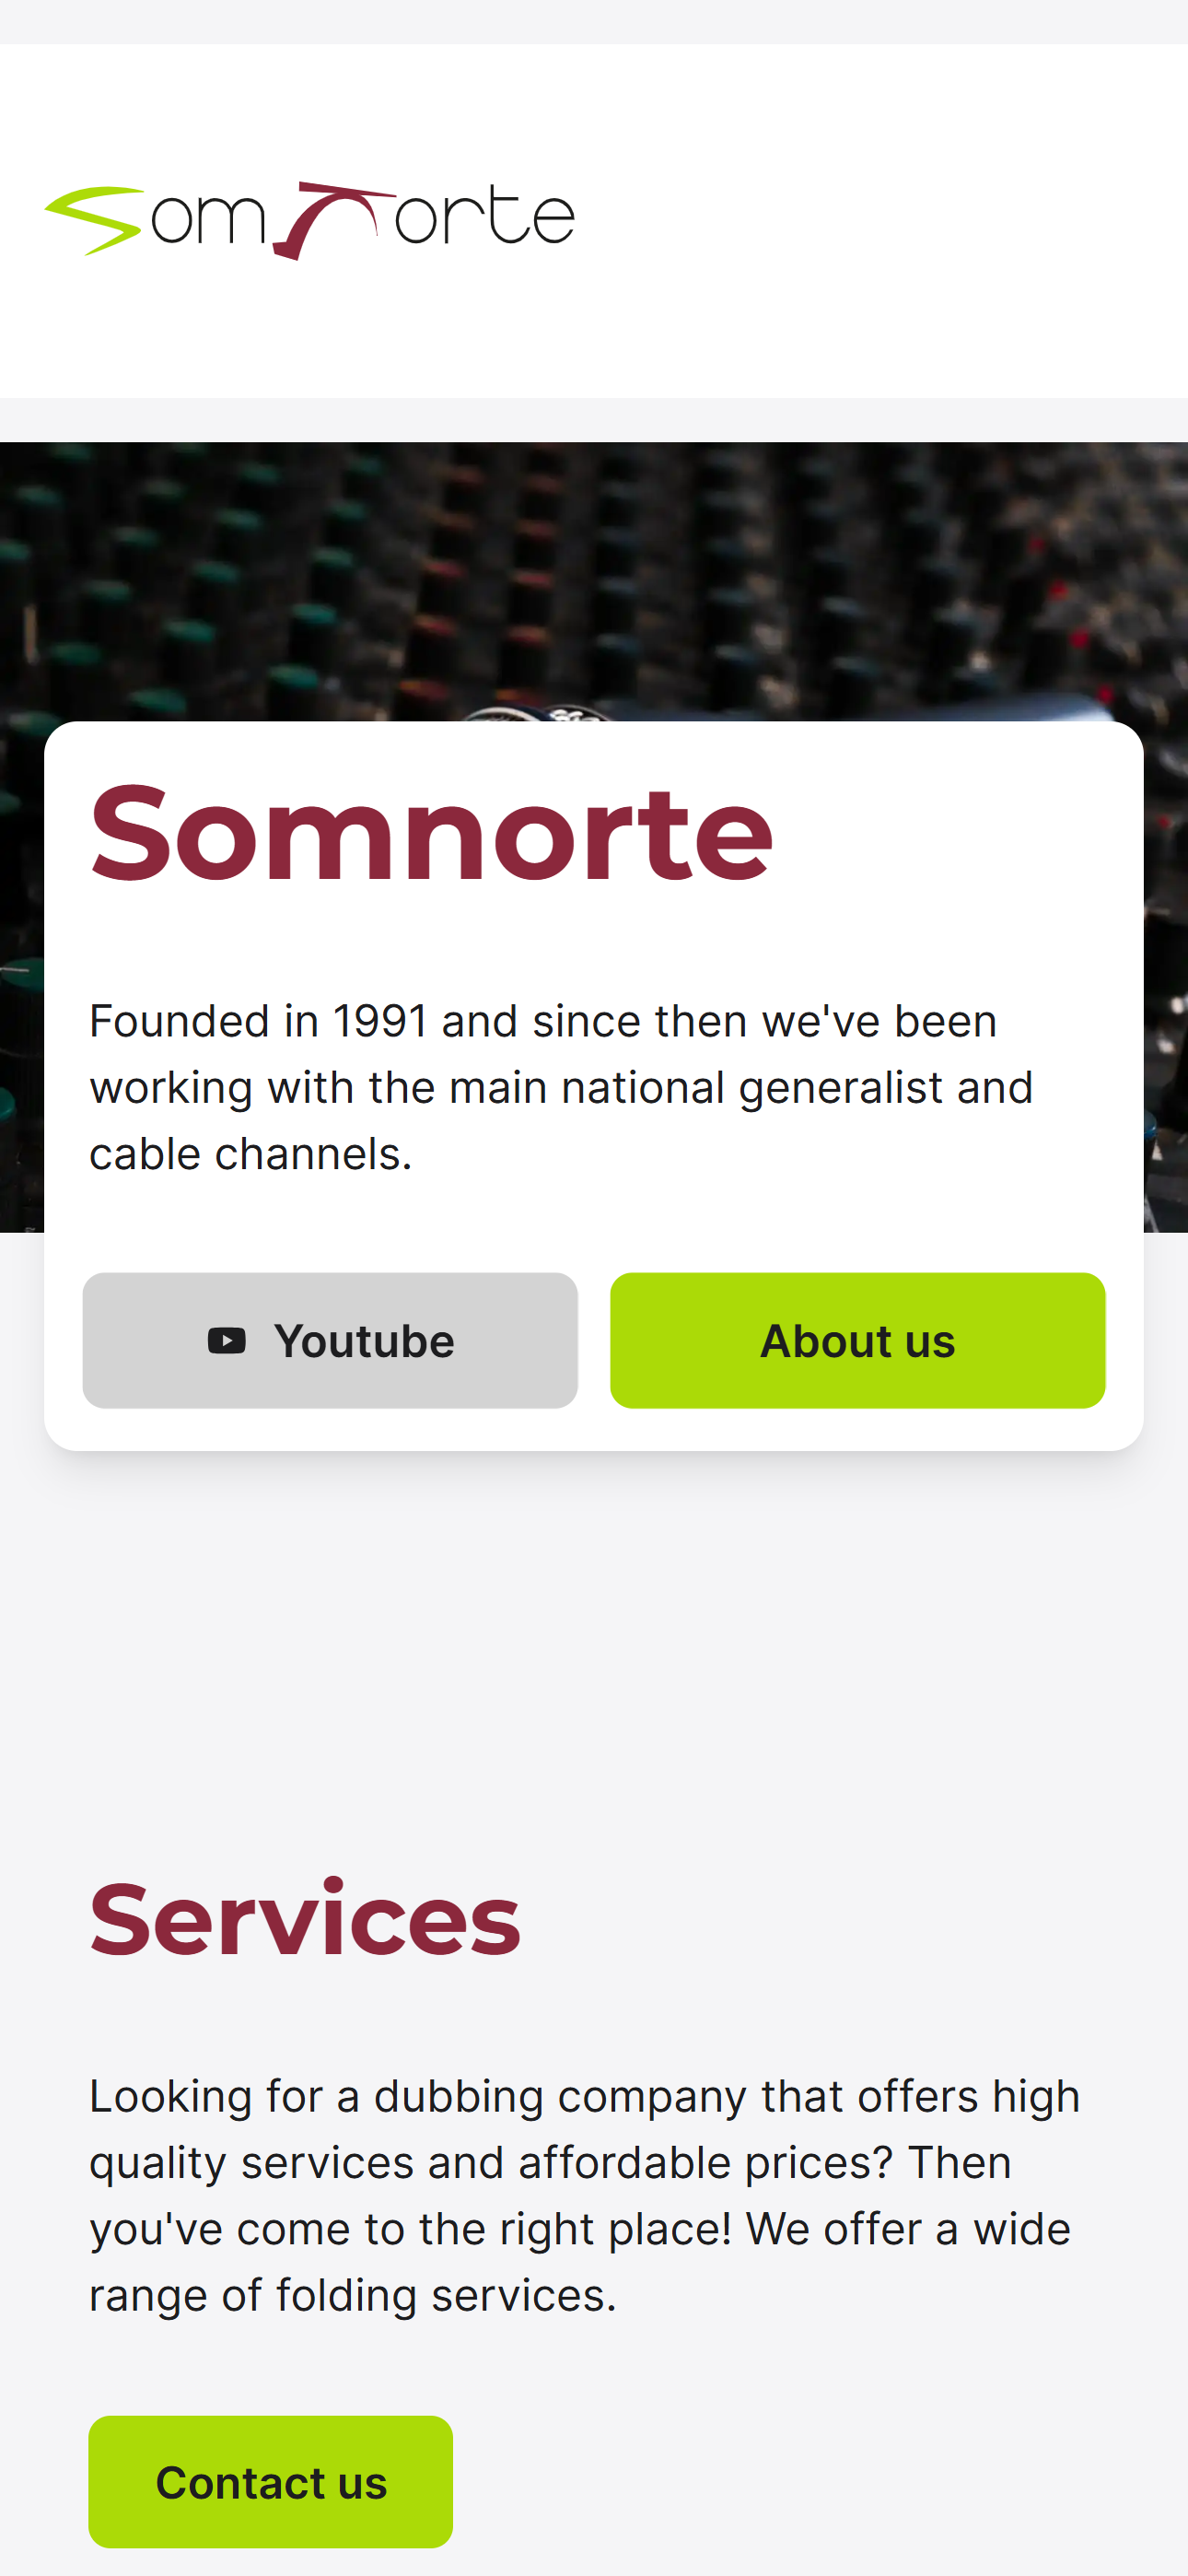 Somnorte
Somnorte
Founded in 1991 and since then we've been
working with the main national generalist and
cable channels.
Youtube
About us
Services
Looking for a dubbing company that offers high
quality services and affordable prices? Then
you've come to the right place! We offer a wide
range of folding services.
Contact us